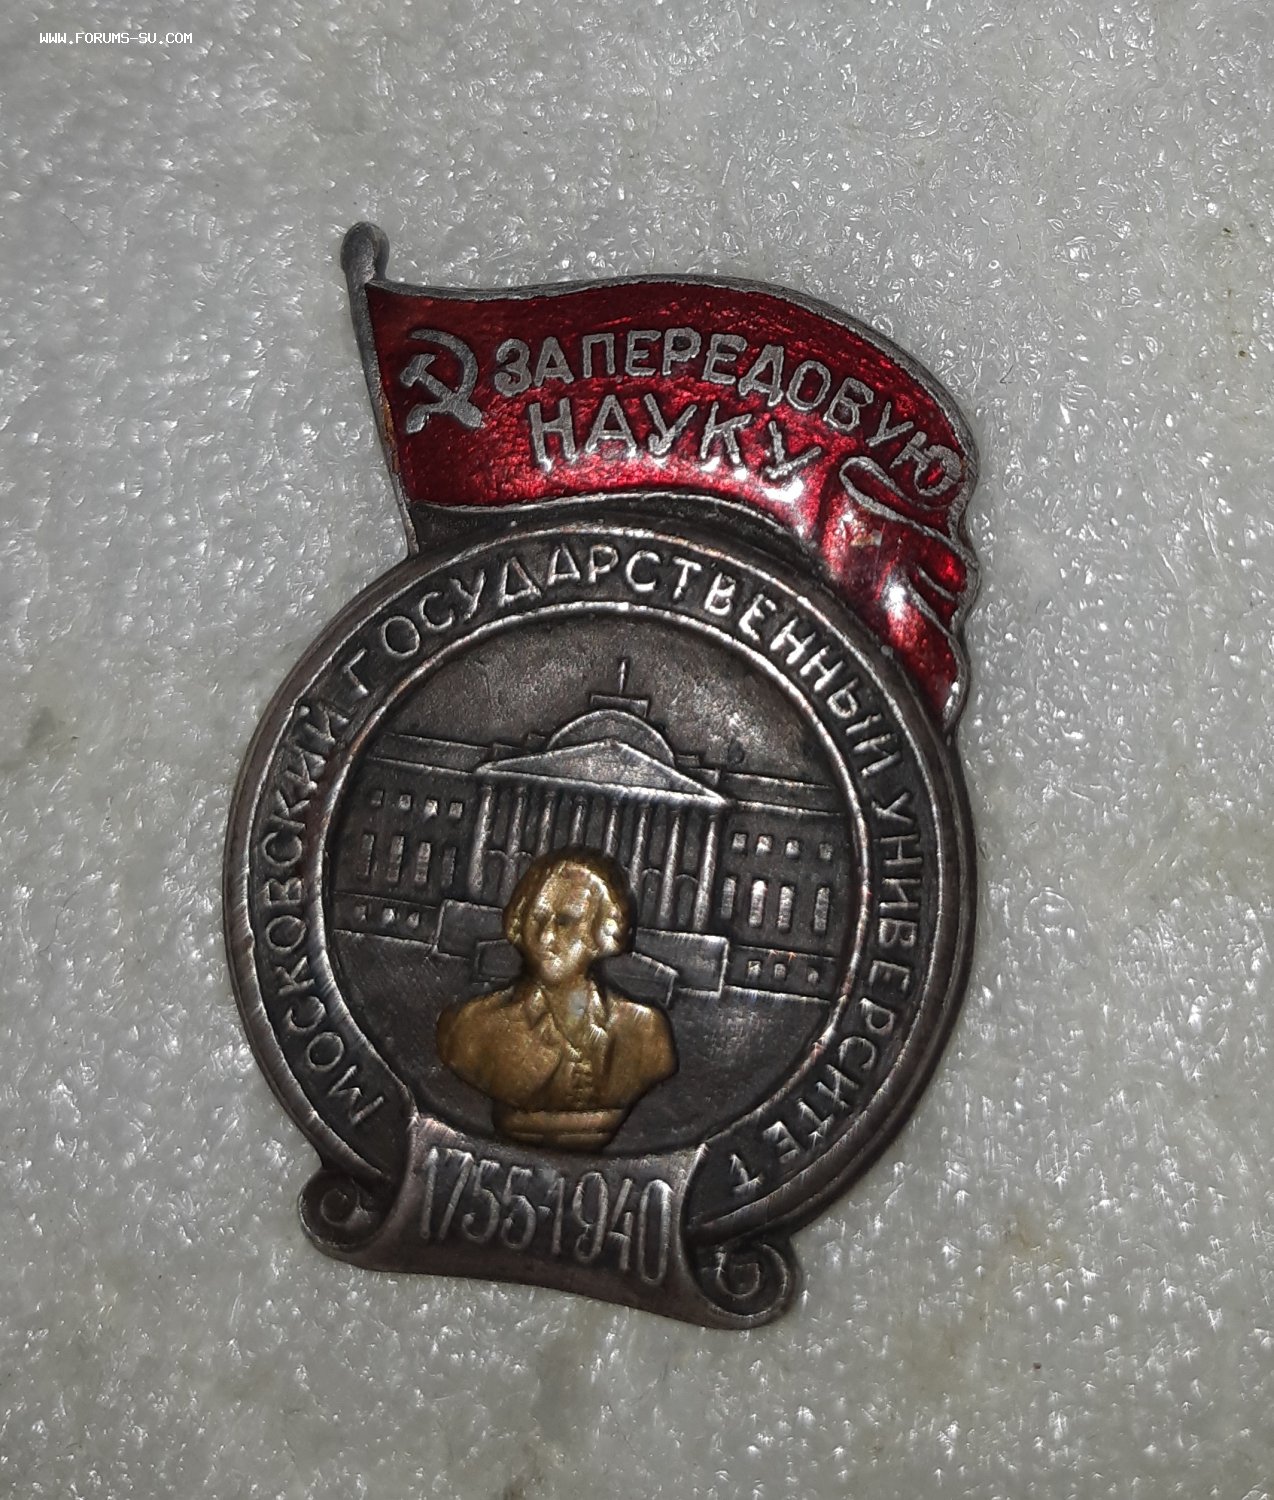 WWW.FORUMS-SU.COM
ЗА ПЕРЕДОВУЮ
НАУКУ
МОСКОВСКИЙ ГОСУДАРСТВЕННЫЙ УНИВЕРСИТЕТ
1755-1940